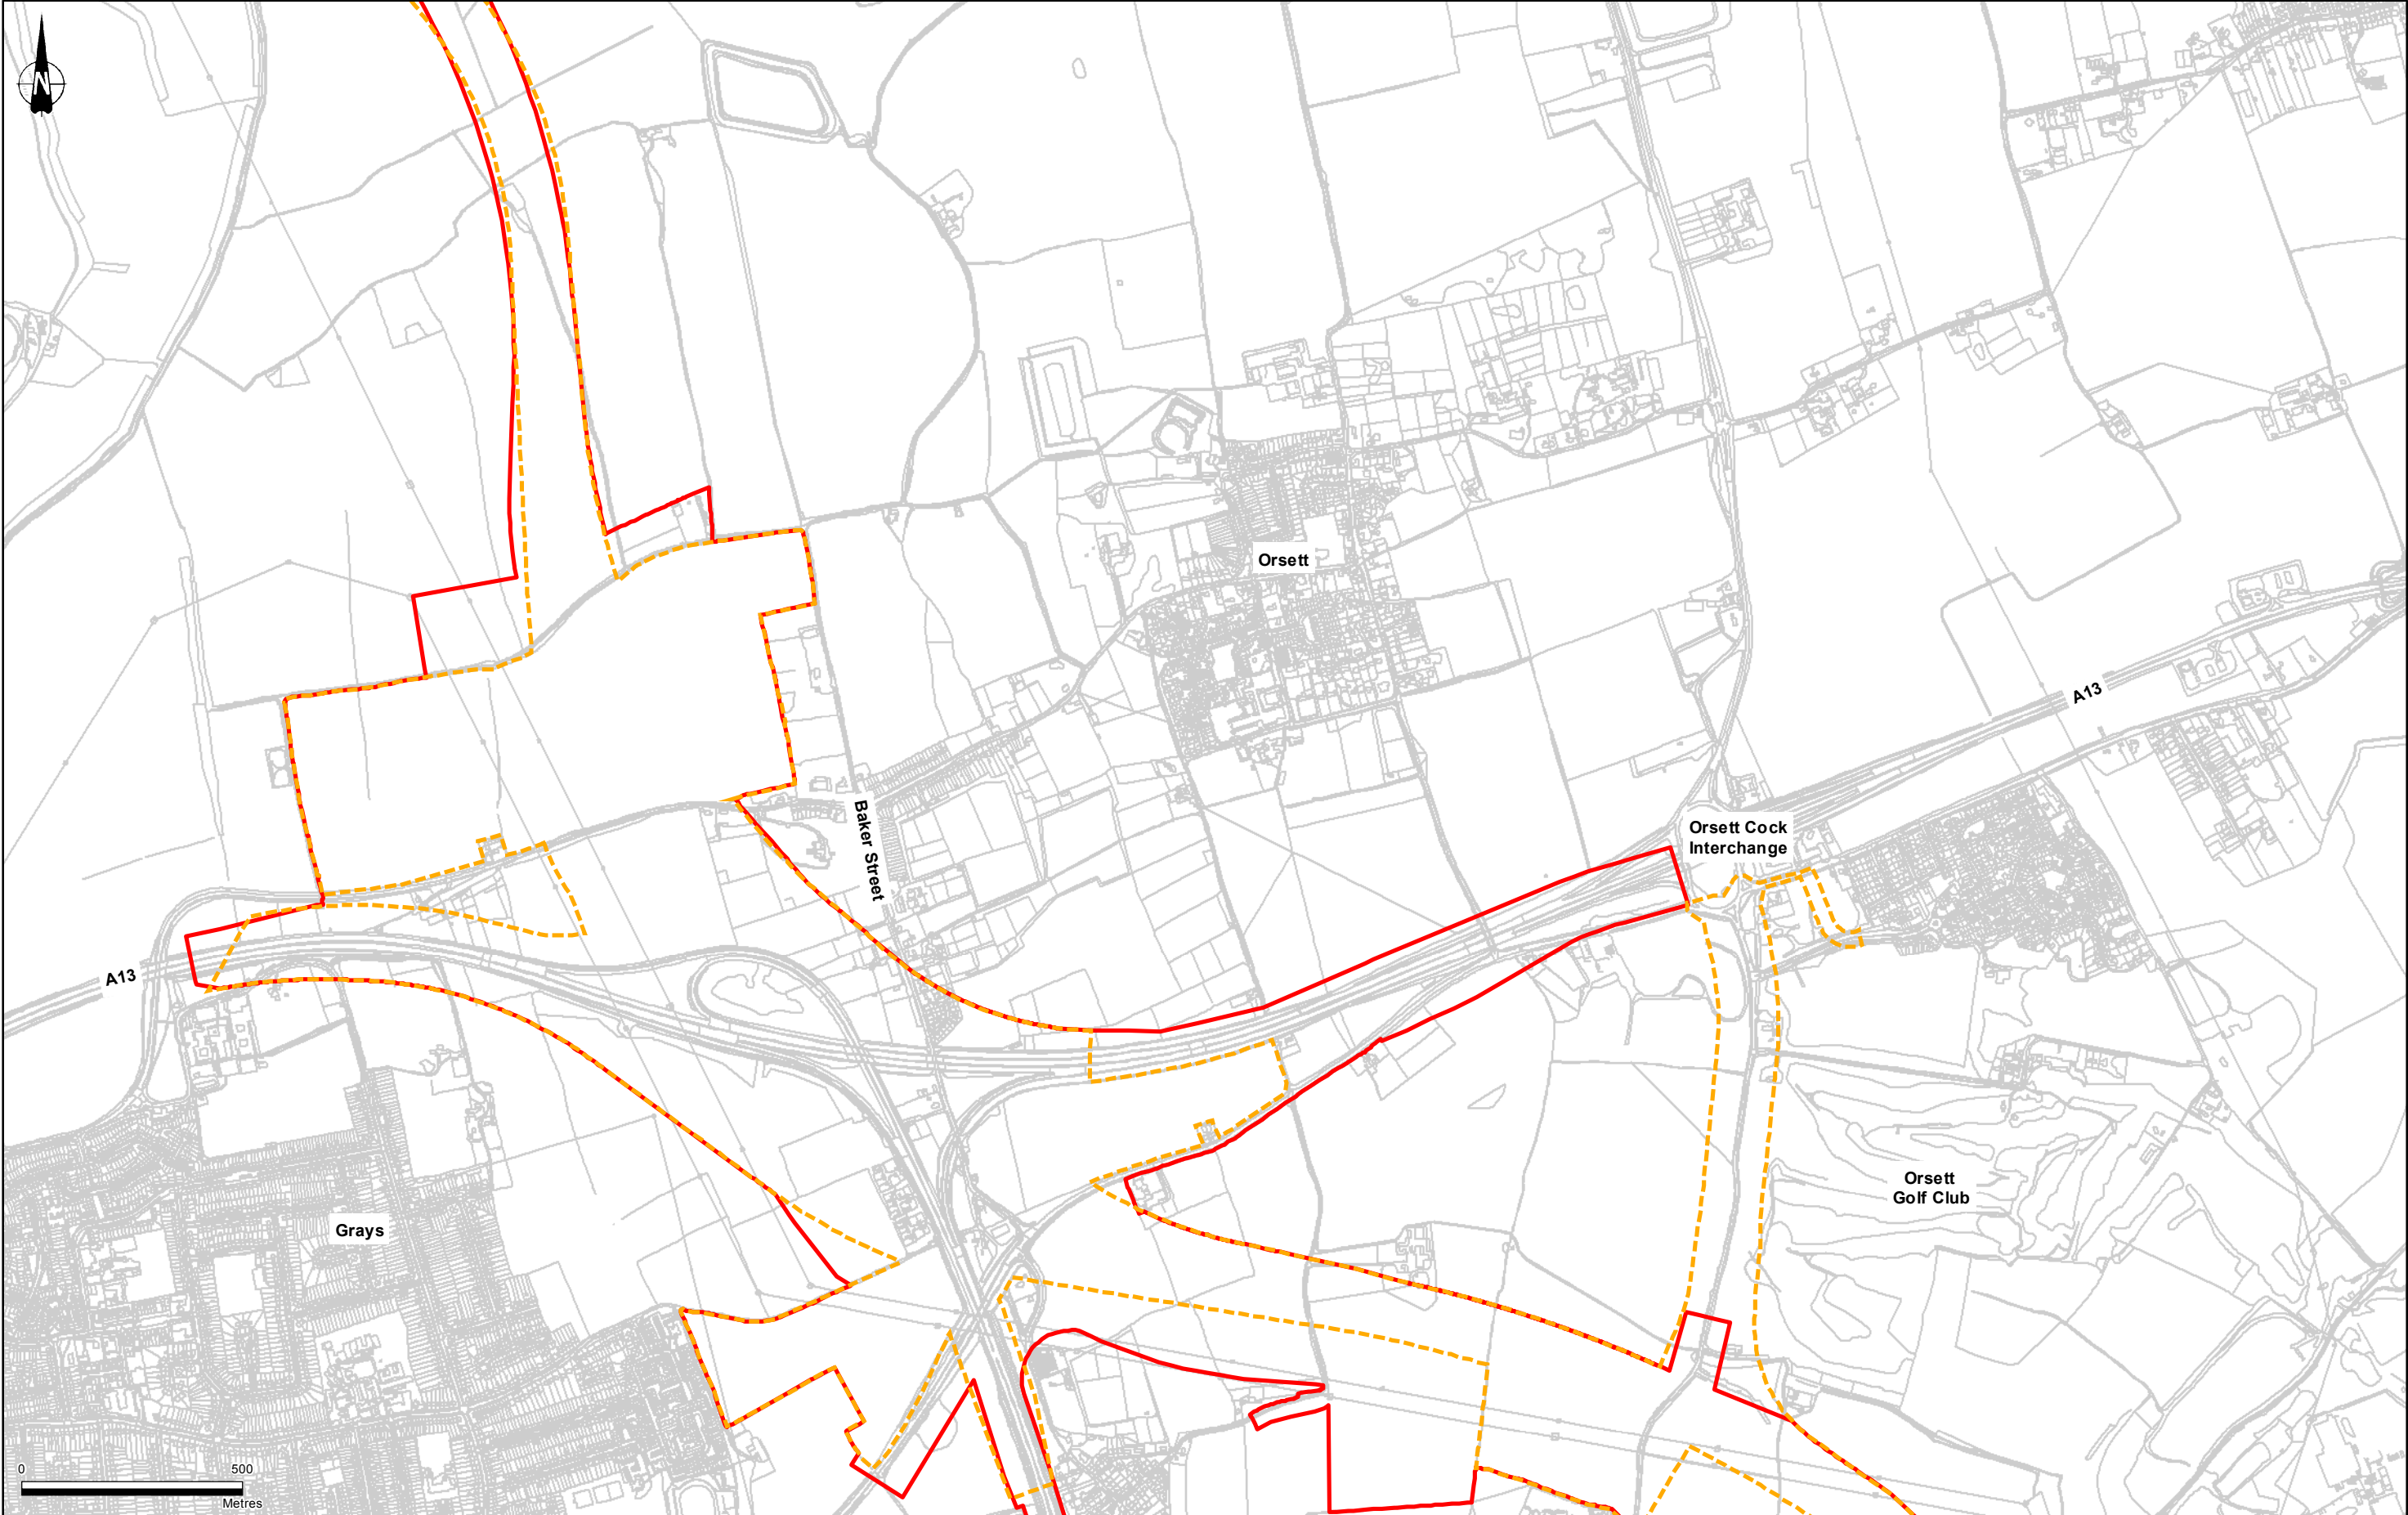 N
Orsett
A13
Baker Street
Orsett Cock
Interchange
A13
Orsett
Golf Club
Grays
0 500
Metres